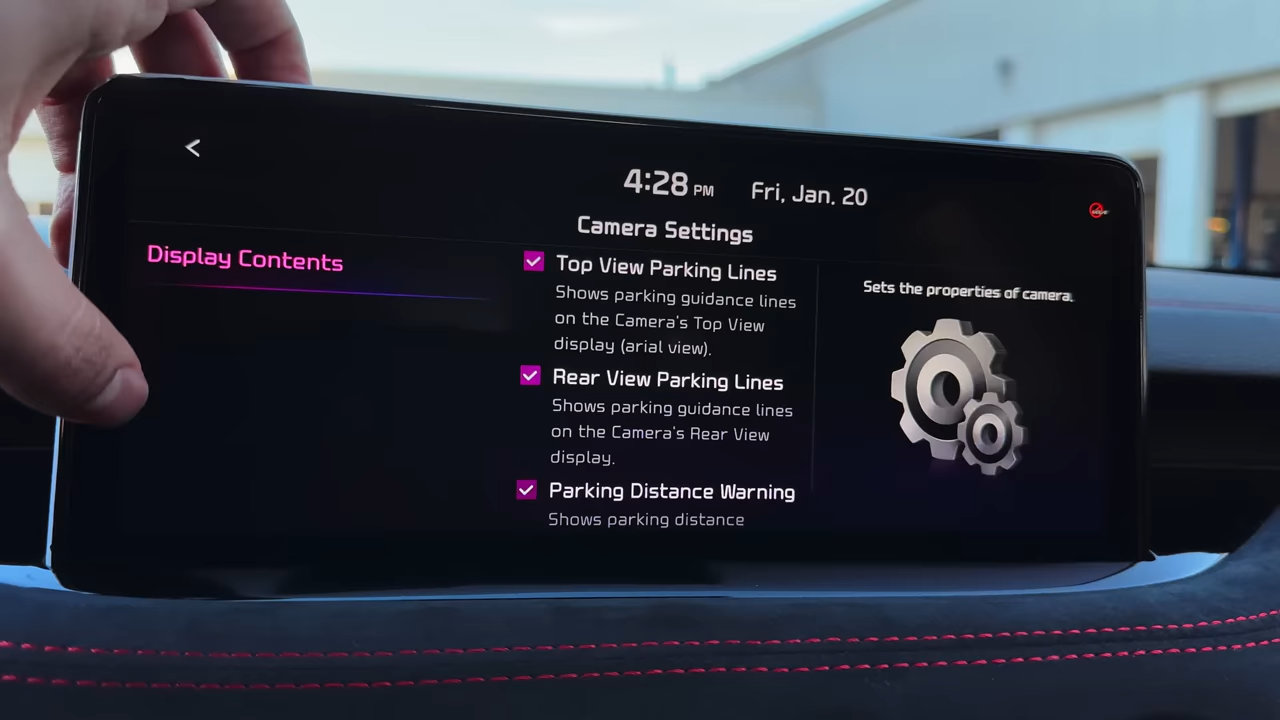 4:28 PM Fri, Jan. 20
Camera Settings
Display Contents
Top View Parking Lines
Shows parking guidance lines
on the Camera's Top View
display (arial view).
Rear View Parking Lines
Shows parking guidance lines
on the Camera's Rear View
display.
Parking Distance Warning
Shows parking distance
Sets the properties of camera.